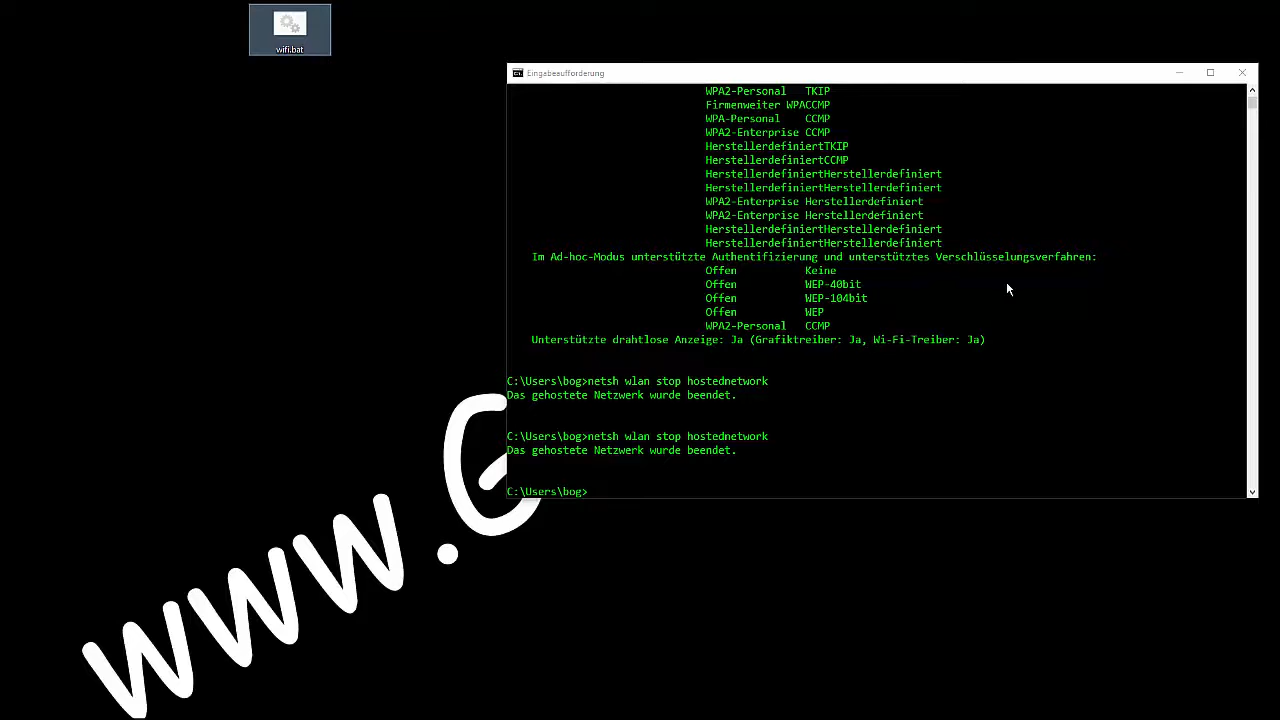 wifi.bat
Eingabeaufforderung
WPA2-Personal TKIP
Firmenweiter WPACCMP
WPA-Personal CCMP
WPA2-Enterprise CCMP
HerstellerdefiniertTKIP
HerstellerdefiniertCCMP
HerstellerdefiniertHerstellerdefiniert
HerstellerdefiniertHerstellerdefiniert
WPA2-Enterprise Herstellerdefiniert
WPA2-Enterprise Herstellerdefiniert
HerstellerdefiniertHerstellerdefiniert
HerstellerdefiniertHerstellerdefiniert
Im Ad-hoc-Modus unterstützte Authentifizierung und unterstütztes Verschlüsselungsverfahren:
Offen Keine
Offen WEP-40bit
Offen WEP-104bit
Offen WEP
WPA2-Personal CCMP
Unterstützte drahtlose Anzeige: Ja (Grafiktreiber: Ja, Wi-Fi-Treiber: Ja)
C:\Users\bog>netsh wlan stop hostednetwork
Das gehostete Netzwerk wurde beendet.
C:\Users\bog>netsh wlan stop hostednetwork
Das gehostete Netzwerk wurde beendet.
C:\Users\bog>
www.